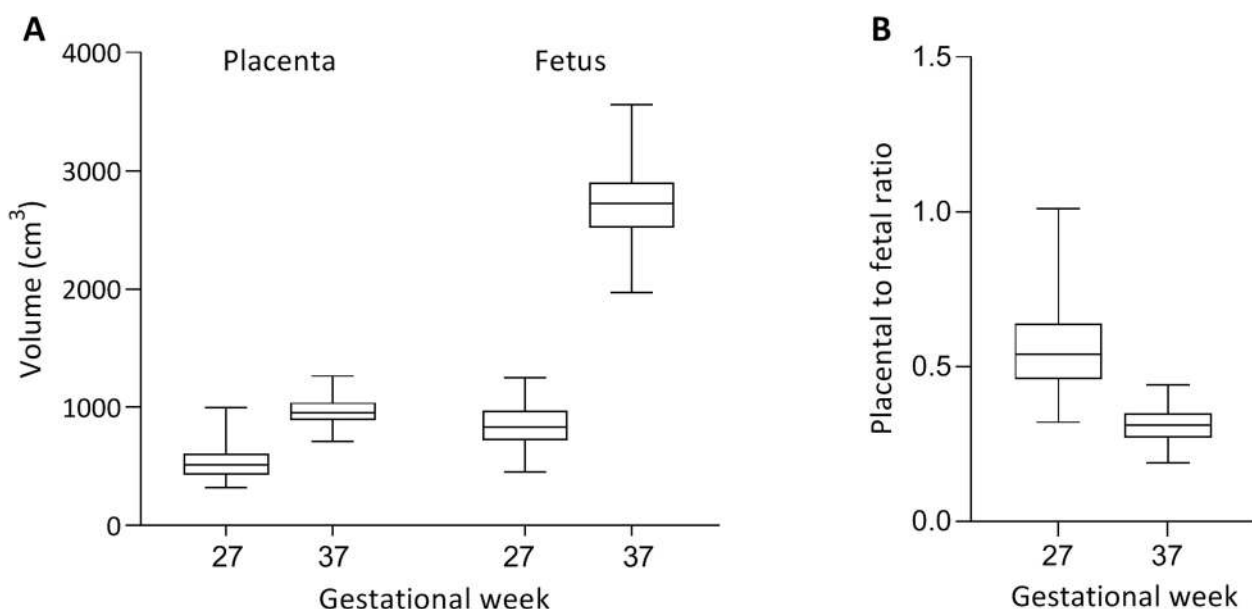 A
Placenta Fetus
Volume (cm³)
4000
3000
2000
1000
0
27 37 27 37
Gestational week
B
Placental to fetal ratio
1.5
1.0
0.5
0.0
27 37
Gestational week